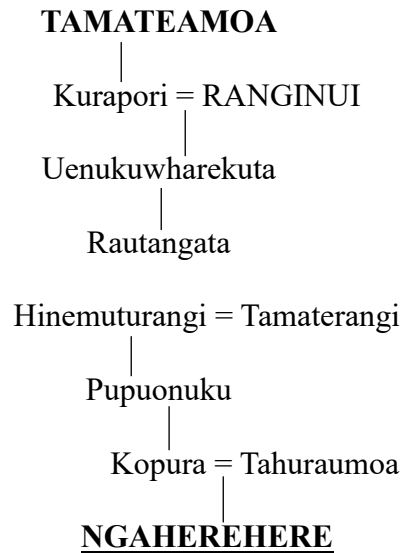 TAMATEAMOA
Kurapori = RANGINUI
Uenukuwharekuta
Rautangata
Hinemuturangi = Tamaterangi
Pupuonuku
Kopura = Tahuraumoa
NGAHEREHERE